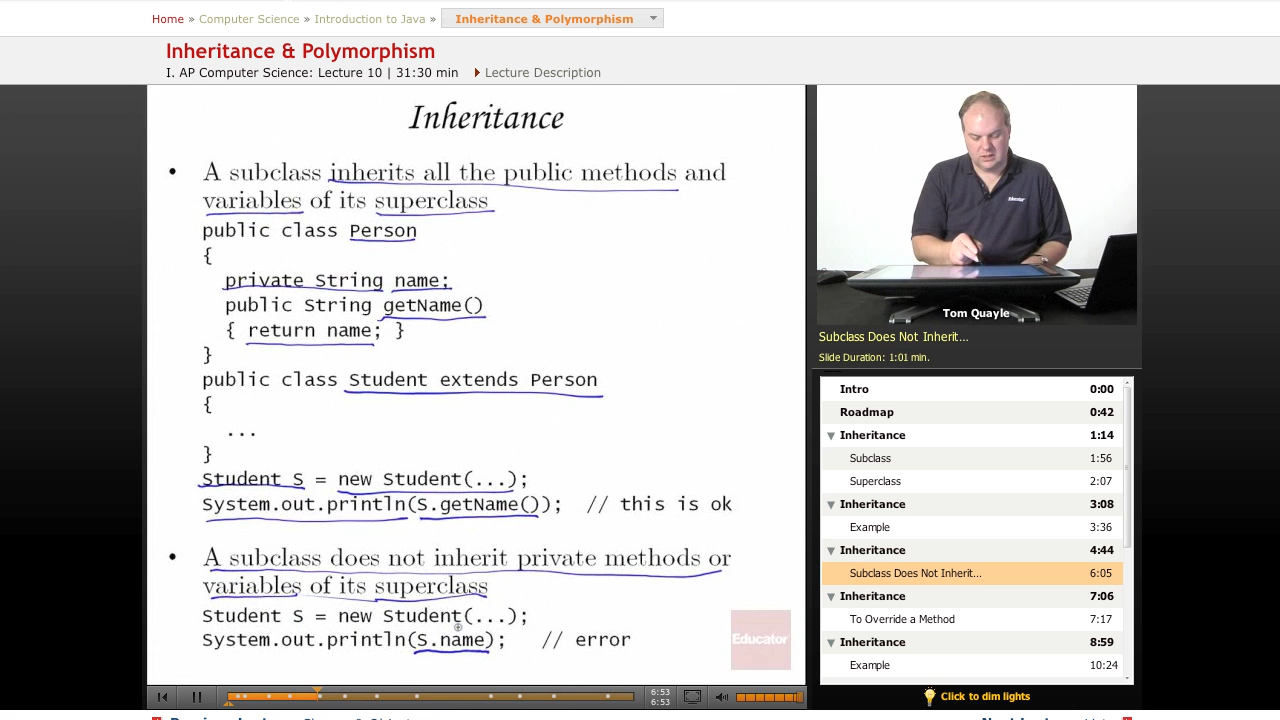 Home » Computer Science » Introduction to Java » Inheritance & Polymorphism
Inheritance & Polymorphism
I. AP Computer Science: Lecture 10 | 31:30 min Lecture Description
Inheritance
• A subclass inherits all the public methods and
variables of its superclass
public class Person
{
private String name;
public String getName()
{ return name; }
}
public class Student extends Person
{
...
}
Student S = new Student(...);
System.out.println(S.getName()); // this is ok
• A subclass does not inherit private methods or
variables of its superclass
Student S = new Student(...);
System.out.println(S.name); // error
Educator
6:53
6:53
Educator
Tom Quayle
Subclass Does Not Inherit...
Slide Duration: 1:01 min.
Intro 0:00
Roadmap 0:42
Inheritance 1:14
Subclass 1:56
Superclass 2:07
Inheritance 3:08
Example 3:36
Inheritance 4:44
Subclass Does Not Inherit... 6:05
Inheritance 7:06
To Override a Method 7:17
Inheritance 8:59
Example 10:24
Click to dim lights